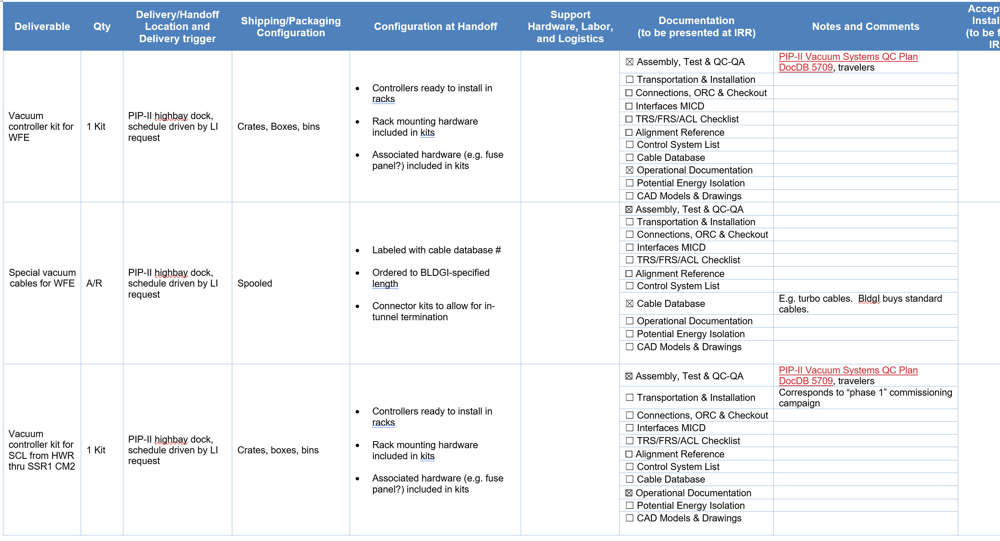 Deliverable
Qty
Delivery/Handoff
Location and
Delivery trigger
Shipping/Packaging
Configuration
Configuration at Handoff
Support
Hardware, Labor,
and Logistics
Documentation
(to be presented at IRR)
Notes and Comments
Vacuum
controller kit for
WFE
1 Kit
PIP-II highbay dock,
schedule driven by LI
request
Crates, Boxes, bins
• Controllers ready to install in
racks
• Rack mounting hardware
included in kits
• Associated hardware (e.g. fuse
panel?) included in kits
☒ Assembly, Test & QC-QA
PIP-II Vacuum Systems QC Plan
DocDB 5709, travelers
☐ Transportation & Installation
☐ Connections, ORC & Checkout
☐ Interfaces MICD
☐ TRS/FRS/ACL Checklist
☐ Alignment Reference
☐ Control System List
☐ Cable Database
☒ Operational Documentation
☐ Potential Energy Isolation
☐ CAD Models & Drawings
Special vacuum
cables for WFE
A/R
PIP-II highbay dock,
schedule driven by LI
request
Spooled
• Labeled with cable database #
• Ordered to BLDGI-specified
length
• Connector kits to allow for in-
tunnel termination
☒ Assembly, Test & QC-QA
☐ Transportation & Installation
☐ Connections, ORC & Checkout
☐ Interfaces MICD
☐ TRS/FRS/ACL Checklist
☐ Alignment Reference
☐ Control System List
☒ Cable Database
E.g. turbo cables.  BldgI buys standard
cables.
☐ Operational Documentation
☐ Potential Energy Isolation
☐ CAD Models & Drawings
Vacuum
controller kit for
SCL from HWR
thru SSR1 CM2
1 Kit
PIP-II highbay dock,
schedule driven by LI
request
Crates, boxes, bins
• Controllers ready to install in
racks
• Rack mounting hardware
included in kits
• Associated hardware (e.g. fuse
panel?) included in kits
☒ Assembly, Test & QC-QA
PIP-II Vacuum Systems QC Plan
DocDB 5709, travelers
☐ Transportation & Installation
Corresponds to “phase 1” commissioning
campaign
☐ Connections, ORC & Checkout
☐ Interfaces MICD
☐ TRS/FRS/ACL Checklist
☐ Alignment Reference
☐ Control System List
☐ Cable Database
☒ Operational Documentation
☐ Potential Energy Isolation
☐ CAD Models & Drawings